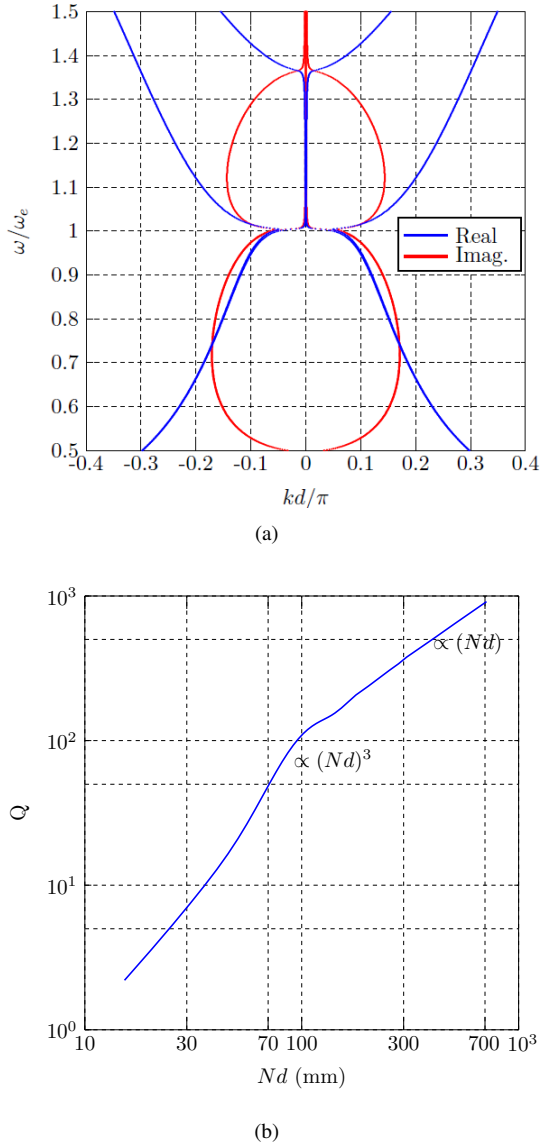 1.5
1.4
1.3
1.2
1.1
1
0.9
0.8
0.7
0.6
0.5
ω/ω_e
Real
Imag.
-0.4 -0.3 -0.2 -0.1 0 0.1 0.2 0.3 0.4
kd/π
(a)
10^3
10^2
10^1
10^0
Q
∝ (Nd)
∝ (Nd)^3
10 30 70 100 300 700 10^3
Nd (mm)
(b)